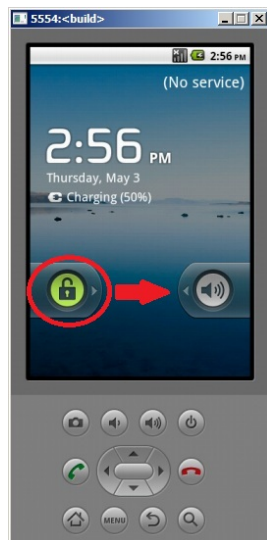 5554:<build>
2:56 PM
(No service)
2:56 PM
Thursday, May 3
Charging (50%)
MENU